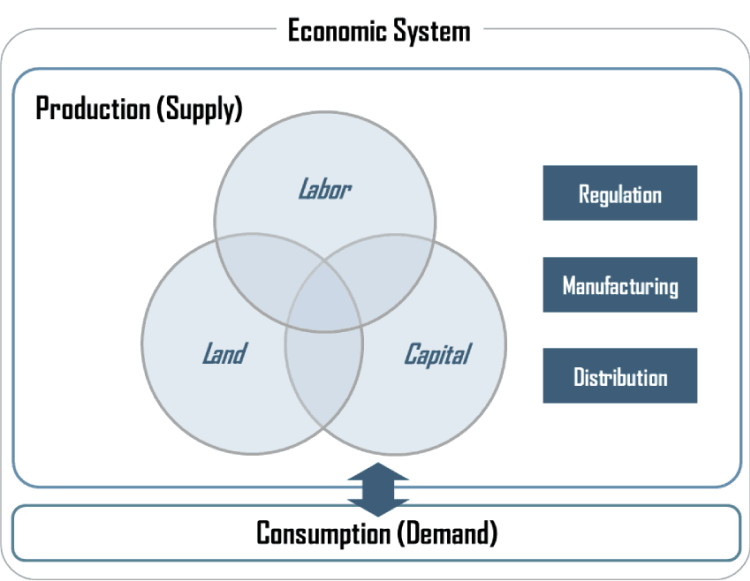 Economic System
Production (Supply)
Labor
Regulation
Manufacturing
Land
Capital
Distribution
Consumption (Demand)